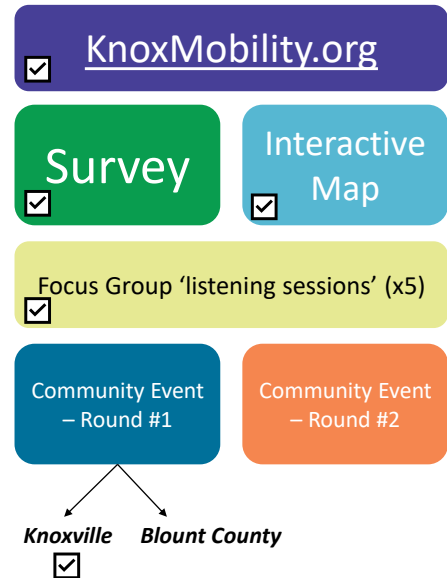 KnoxMobility.org
Survey
Interactive
Map
Focus Group ‘listening sessions’ (x5)
Community Event
– Round #1
Community Event
– Round #2
Knoxville
Blount County